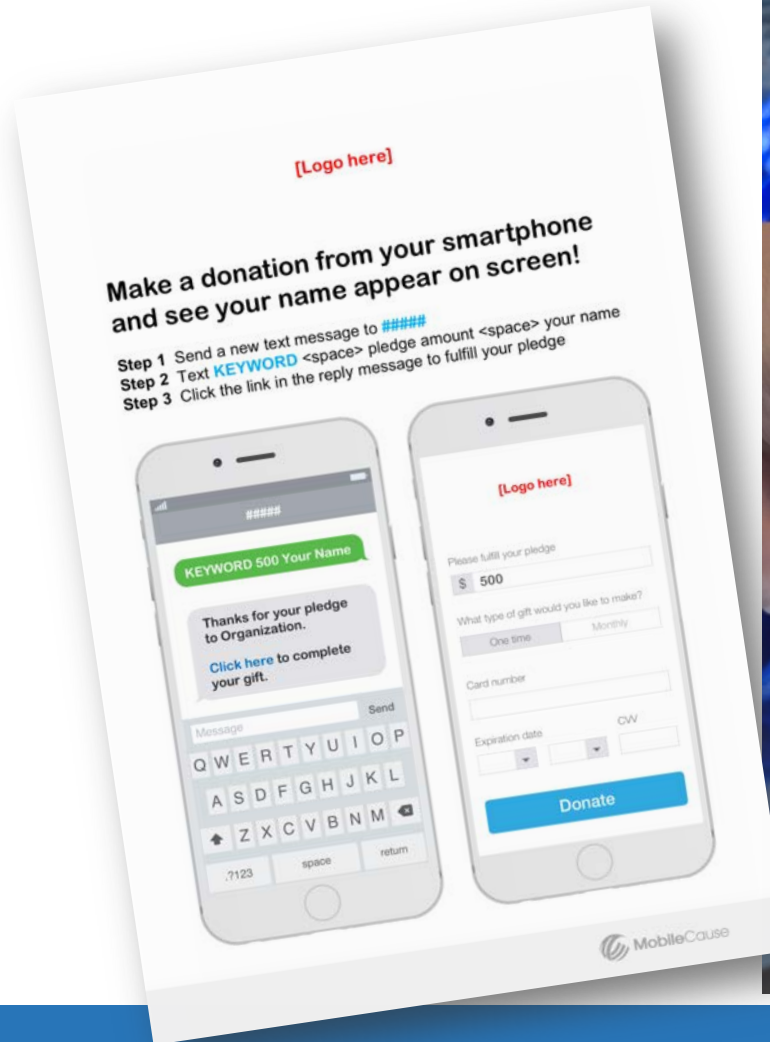 [Logo here]
Make a donation from your smartphone
and see your name appear on screen!
Step 1 Send a new text message to #####
Step 2 Text KEYWORD <space> pledge amount <space> your name
Step 3 Click the link in the reply message to fulfill your pledge
#####
KEYWORD 500 Your Name
Thanks for your pledge
to Organization.
Click here to complete
your gift.
Message
Send
Q W E R T Y U I O P
A S D F G H J K L
Z X C V B N M
.?123
space
return
[Logo here]
Please fulfill your pledge
$ 500
What type of gift would you like to make?
One time
Monthly
Card number
Expiration date
CVV
Donate
MobileCause